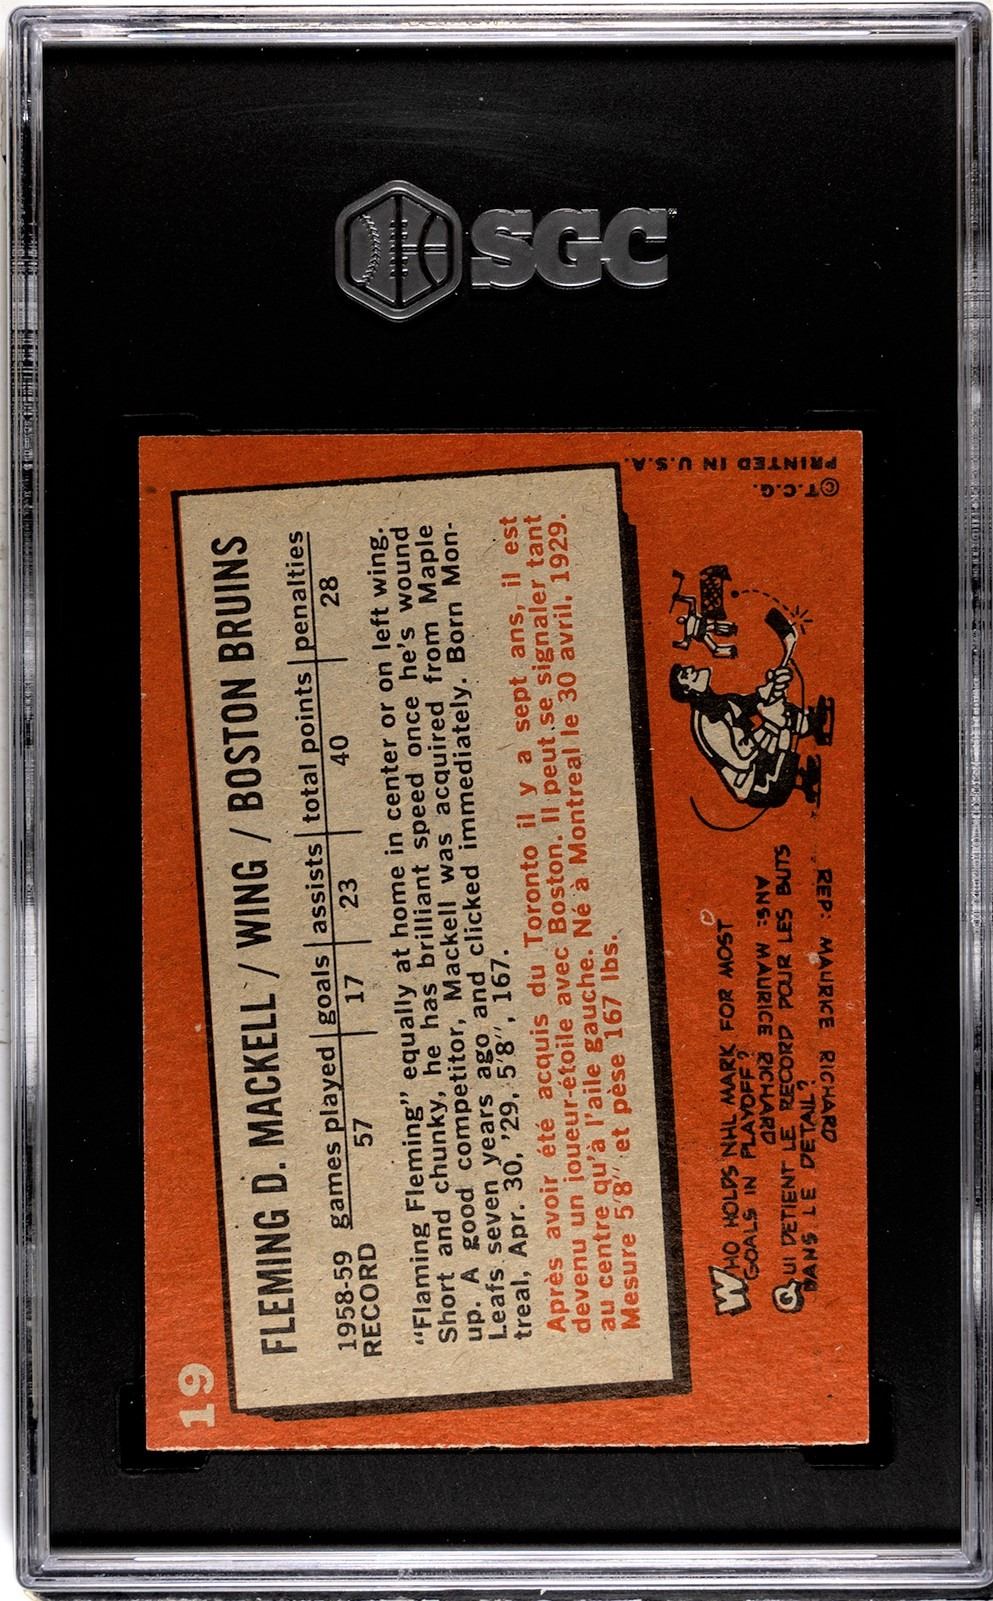 SGC
19
FLEMING D. MACKELL / WING / BOSTON BRUINS
1958-59 games played goals assists total points penalties
RECORD 57 17 23 40 28
“Flaming Fleming” equally at home in center or on left wing.
Short and chunky, he has brilliant speed once he's wound
up. A good competitor, Mackell was acquired from Maple
Leafs seven years ago and clicked immediately. Born Mon-
treal, Apr. 30, '29, 5'8", 167.
Après avoir été acquis du Toronto il y a sept ans, il est
devenu un joueur-étoile avec Boston. Il peut se signaler tant
au centre qu'à l'aile gauche. Nè à Montreal le 30 avril, 1929.
Mesure 5'8" et pèse 167 lbs.
WHO HOLDS NHL MARK FOR MOST
GOALS IN PLAYOFF?
ANS: MAURICE RICHARD
QUI DETIENT LE RECORD POUR LES BUTS
DANS LE DETAIL?
REP: MAURICE RICHARD
© T.C.G.
PRINTED IN U.S.A.